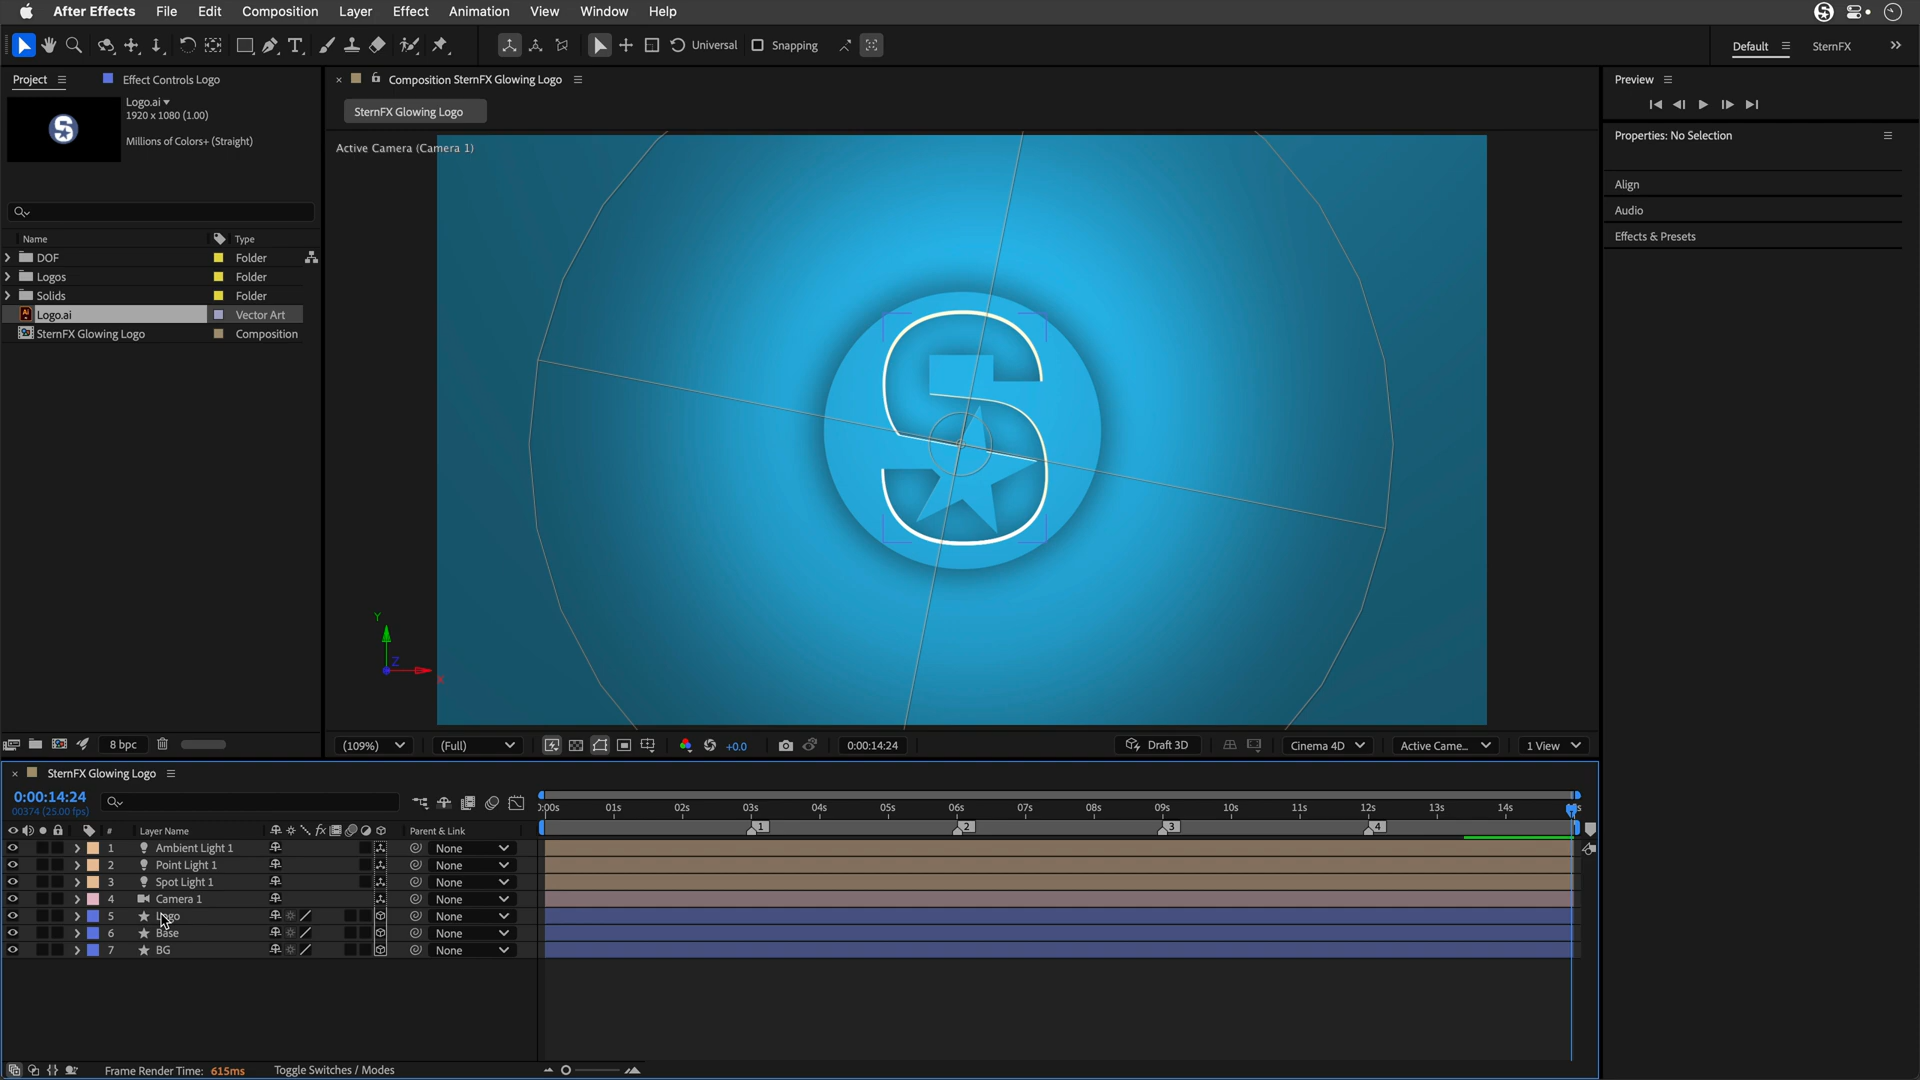 After Effects File Edit Composition Layer Effect Animation View Window Help
Universal Snapping Default SternFX
Project Effect Controls Logo
Logo.ai
1920 x 1080 (1.00)
Millions of Colors+ (Straight)
Name Type
DOF Folder
Logos Folder
Solids Folder
Logo.ai Vector Art
SternFX Glowing Logo Composition
8 bpc
Composition SternFX Glowing Logo
SternFX Glowing Logo
Active Camera (Camera 1)
S
Y
Z
X
(109%) (Full) +0.0 0:00:14:24 Draft 3D Cinema 4D Active Came... 1 View
Preview
Properties: No Selection
Align
Audio
Effects & Presets
SternFX Glowing Logo
0:00:14:24
00374 (25.00 fps)
01s 02s 03s 04s 05s 06s 07s 08s 09s 10s 11s 12s 13s 14s
# Layer Name fx Parent & Link 1 2 3 4
1 Ambient Light 1 None
2 Point Light 1 None
3 Spot Light 1 None
4 Camera 1 None
5 Logo None
6 Base None
7 BG None
Frame Render Time: 615ms Toggle Switches / Modes